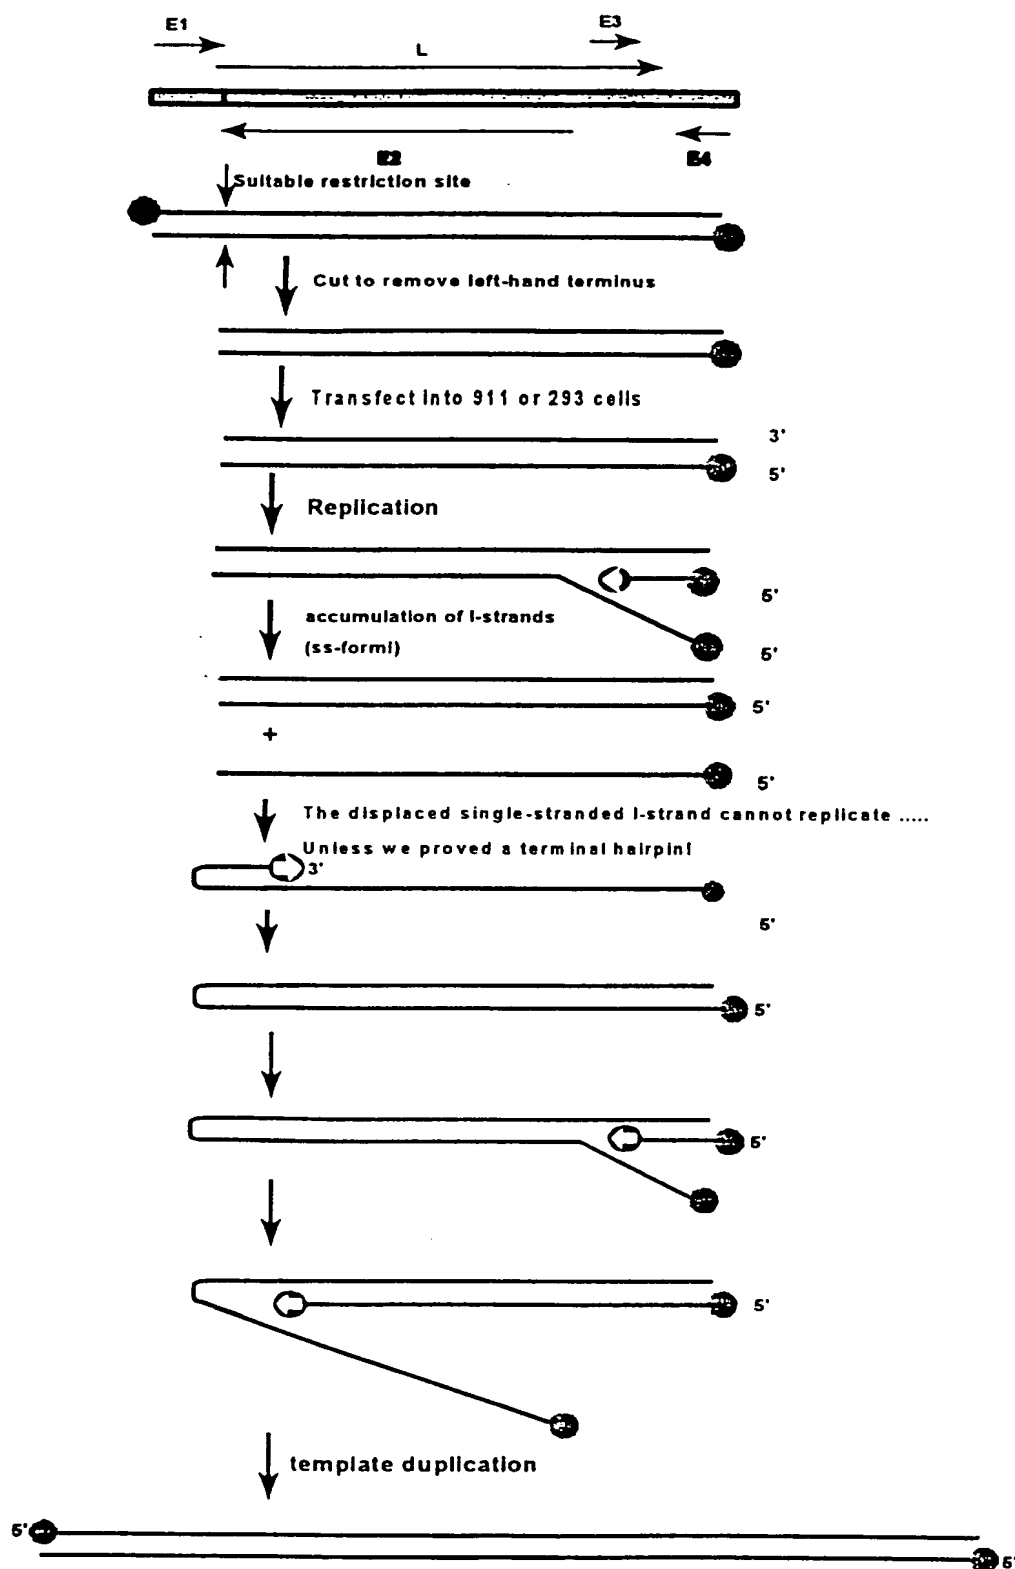 E1
E3
L
E2
E4
Suitable restriction site
Cut to remove left-hand terminus
Transfect into 911 or 293 cells
3'
5'
Replication
5'
accumulation of l-strands
(ss-forml)
5'
5'
+
5'
The displaced single-stranded l-strand cannot replicate .....
Unless we proved a terminal hairpin!
3'
5'
5'
5'
5'
template duplication
5'
5'